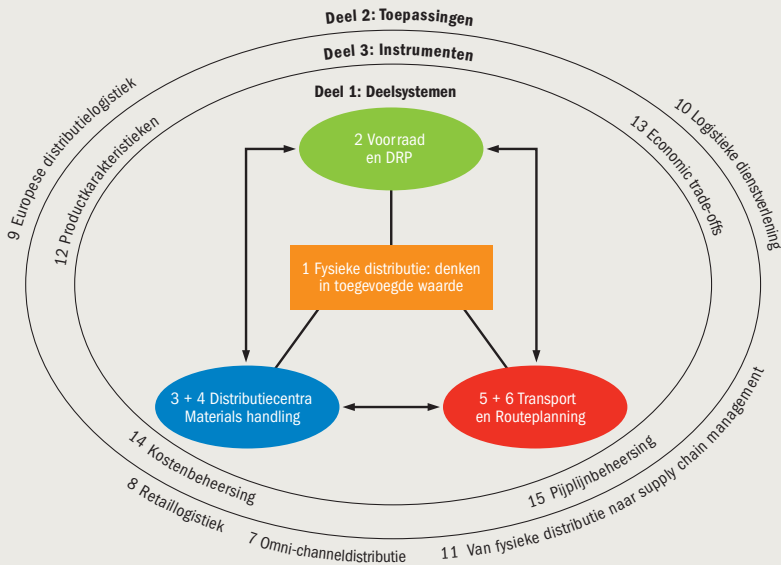 Deel 2: Toepassingen
Deel 3: Instrumenten
Deel 1: Deelsystemen
9 Europese distributielogistiek
12 Productkarakteristieken
10 Logistieke dienstverlening
13 Economic trade-offs
2 Voorraad
en DRP
1 Fysieke distributie: denken
in toegevoegde waarde
3 + 4 Distributiecentra
Materials handling
5 + 6 Transport
en Routeplanning
14 Kostenbeheersing
15 Pijplijnbeheersing
8 Retaillogistiek
7 Omni-channeldistributie
11 Van fysieke distributie naar supply chain management